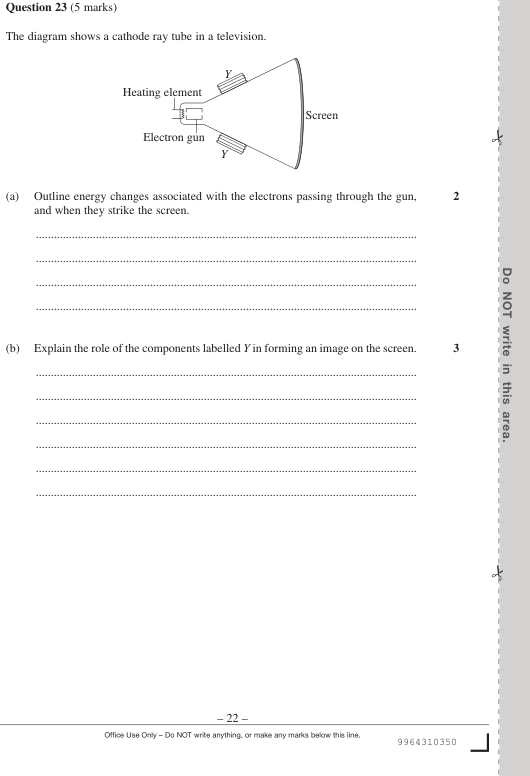 Question 23 (5 marks)
The diagram shows a cathode ray tube in a television.
Y
Heating element
Screen
Electron gun
Y
(a) Outline energy changes associated with the electrons passing through the gun, 2
and when they strike the screen.
(b) Explain the role of the components labelled Y in forming an image on the screen. 3
Do NOT write in this area.
– 22 –
Office Use Only – Do NOT write anything, or make any marks below this line.
9964310350